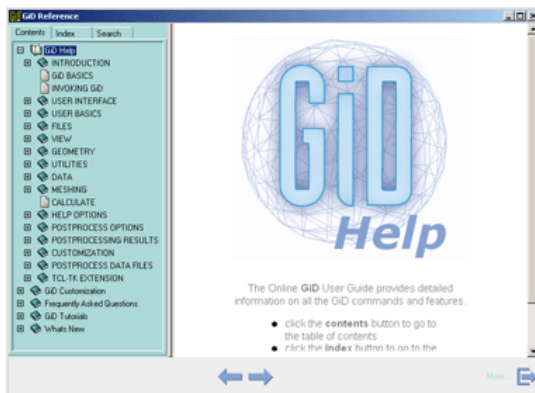 GiD Reference
Contents Index Search
GiD Help
INTRODUCTION
GiD BASICS
INVOKING GiD
USER INTERFACE
USER BASICS
FILES
VIEW
GEOMETRY
UTILITIES
DATA
MESHING
CALCULATE
HELP OPTIONS
POSTPROCESS OPTIONS
POSTPROCESSING RESULTS
CUSTOMIZATION
POSTPROCESS DATA FILES
TCL-TK EXTENSION
GiD Customization
Frequently Asked Questions
GiD Tutorials
Whats New
GiD
Help
The Online GiD User Guide provides detailed
information on all the GiD commands and features.
click the contents button to go to
the table of contents
click the index button to go to the
More...